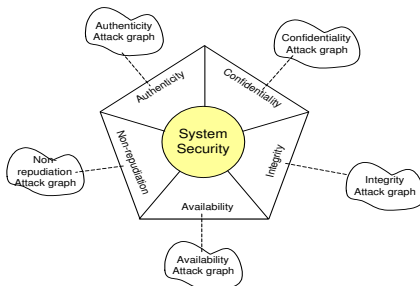 Authenticity
Attack graph
Confidentiality
Attack graph
Authenticity
Confidentiality
System
Security
Non-repudiation
Integrity
Non-
repudiation
Attack graph
Integrity
Attack graph
Availability
Availability
Attack graph